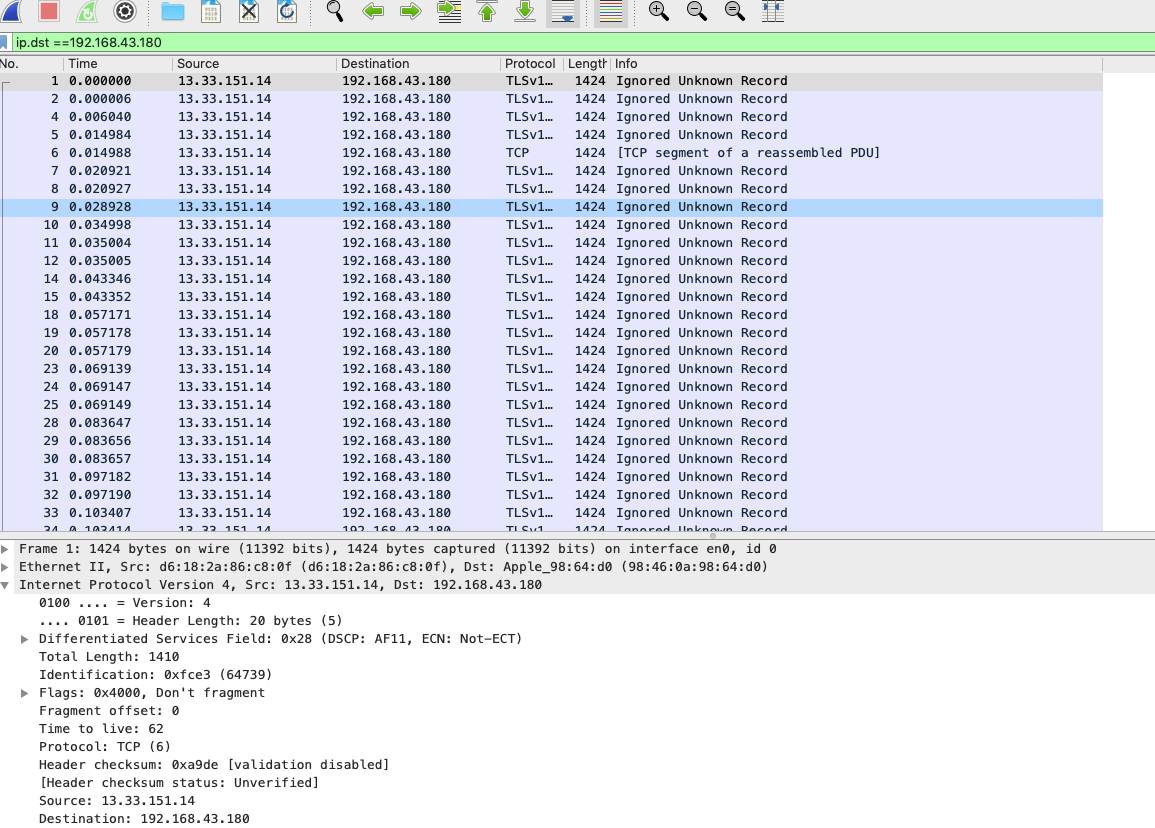 ip.dst ==192.168.43.180
No. Time Source Destination Protocol Length Info
1 0.000000 13.33.151.14 192.168.43.180 TLSv1… 1424 Ignored Unknown Record
2 0.000006 13.33.151.14 192.168.43.180 TLSv1… 1424 Ignored Unknown Record
4 0.006040 13.33.151.14 192.168.43.180 TLSv1… 1424 Ignored Unknown Record
5 0.014984 13.33.151.14 192.168.43.180 TLSv1… 1424 Ignored Unknown Record
6 0.014988 13.33.151.14 192.168.43.180 TCP 1424 [TCP segment of a reassembled PDU]
7 0.020921 13.33.151.14 192.168.43.180 TLSv1… 1424 Ignored Unknown Record
8 0.020927 13.33.151.14 192.168.43.180 TLSv1… 1424 Ignored Unknown Record
9 0.028928 13.33.151.14 192.168.43.180 TLSv1… 1424 Ignored Unknown Record
10 0.034998 13.33.151.14 192.168.43.180 TLSv1… 1424 Ignored Unknown Record
11 0.035004 13.33.151.14 192.168.43.180 TLSv1… 1424 Ignored Unknown Record
12 0.035005 13.33.151.14 192.168.43.180 TLSv1… 1424 Ignored Unknown Record
14 0.043346 13.33.151.14 192.168.43.180 TLSv1… 1424 Ignored Unknown Record
15 0.043352 13.33.151.14 192.168.43.180 TLSv1… 1424 Ignored Unknown Record
18 0.057171 13.33.151.14 192.168.43.180 TLSv1… 1424 Ignored Unknown Record
19 0.057178 13.33.151.14 192.168.43.180 TLSv1… 1424 Ignored Unknown Record
20 0.057179 13.33.151.14 192.168.43.180 TLSv1… 1424 Ignored Unknown Record
23 0.069139 13.33.151.14 192.168.43.180 TLSv1… 1424 Ignored Unknown Record
24 0.069147 13.33.151.14 192.168.43.180 TLSv1… 1424 Ignored Unknown Record
25 0.069149 13.33.151.14 192.168.43.180 TLSv1… 1424 Ignored Unknown Record
28 0.083647 13.33.151.14 192.168.43.180 TLSv1… 1424 Ignored Unknown Record
29 0.083656 13.33.151.14 192.168.43.180 TLSv1… 1424 Ignored Unknown Record
30 0.083657 13.33.151.14 192.168.43.180 TLSv1… 1424 Ignored Unknown Record
31 0.097182 13.33.151.14 192.168.43.180 TLSv1… 1424 Ignored Unknown Record
32 0.097190 13.33.151.14 192.168.43.180 TLSv1… 1424 Ignored Unknown Record
33 0.103407 13.33.151.14 192.168.43.180 TLSv1… 1424 Ignored Unknown Record
34 0.103414 13.33.151.14 192.168.43.180 TLSv1 1424 Ignored Unknown Record
Frame 1: 1424 bytes on wire (11392 bits), 1424 bytes captured (11392 bits) on interface en0, id 0
Ethernet II, Src: d6:18:2a:86:c8:0f (d6:18:2a:86:c8:0f), Dst: Apple_98:64:d0 (98:46:0a:98:64:d0)
Internet Protocol Version 4, Src: 13.33.151.14, Dst: 192.168.43.180
0100 .... = Version: 4
.... 0101 = Header Length: 20 bytes (5)
Differentiated Services Field: 0x28 (DSCP: AF11, ECN: Not-ECT)
Total Length: 1410
Identification: 0xfce3 (64739)
Flags: 0x4000, Don't fragment
Fragment offset: 0
Time to live: 62
Protocol: TCP (6)
Header checksum: 0xa9de [validation disabled]
[Header checksum status: Unverified]
Source: 13.33.151.14
Destination: 192.168.43.180